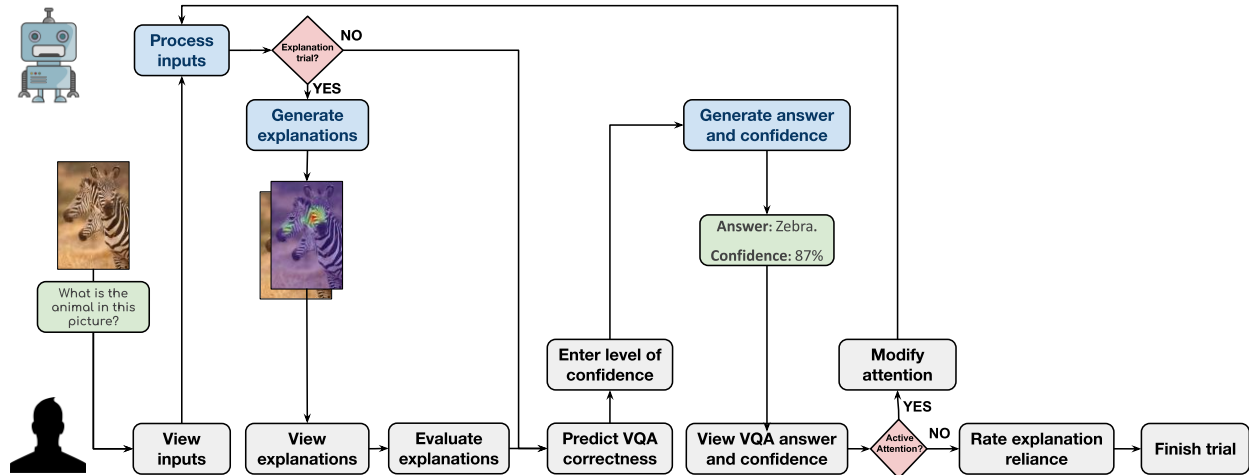 Process
inputs
Explanation
trial?
NO
YES
Generate
explanations
Generate answer
and confidence
Answer: Zebra.
Confidence: 87%
What is the
animal in this
picture?
Enter level of
confidence
Modify
attention
YES
View
inputs
View
explanations
Evaluate
explanations
Predict VQA
correctness
View VQA answer
and confidence
Active
Attention?
NO
Rate explanation
reliance
Finish trial